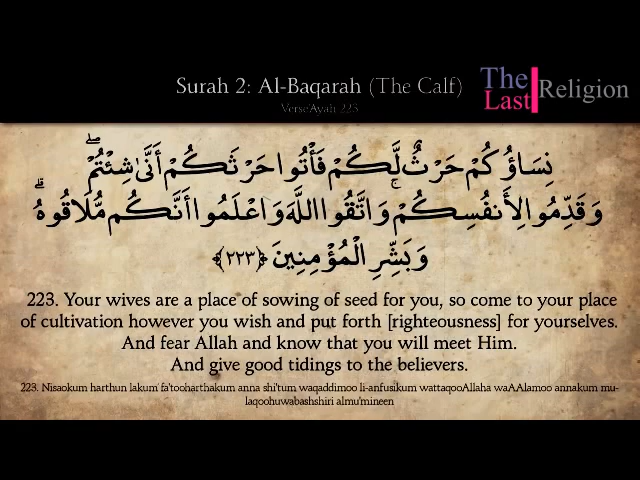 Surah 2: Al-Baqarah (The Calf)
Verse/Ayah 223
The Last Religion
نِسَاؤُكُمْ حَرْثٌ لَّكُمْ فَأْتُوا حَرْثَكُمْ أَنَّىٰ شِئْتُمْ ۖ
وَقَدِّمُوا لِأَنفُسِكُمْ ۚ وَاتَّقُوا اللَّهَ وَاعْلَمُوا أَنَّكُم مُّلَاقُوهُ ۗ
وَبَشِّرِ الْمُؤْمِنِينَ ﴿٢٢٣﴾
223. Your wives are a place of sowing of seed for you, so come to your place
of cultivation however you wish and put forth [righteousness] for yourselves.
And fear Allah and know that you will meet Him.
And give good tidings to the believers.
223. Nisaokum harthun lakum fa'tooharthakum anna shi'tum waqaddimoo li-anfusikum wattaqooAllaha waAAlamoo annakum mu-
laqoohuwabashshiri almu'mineen